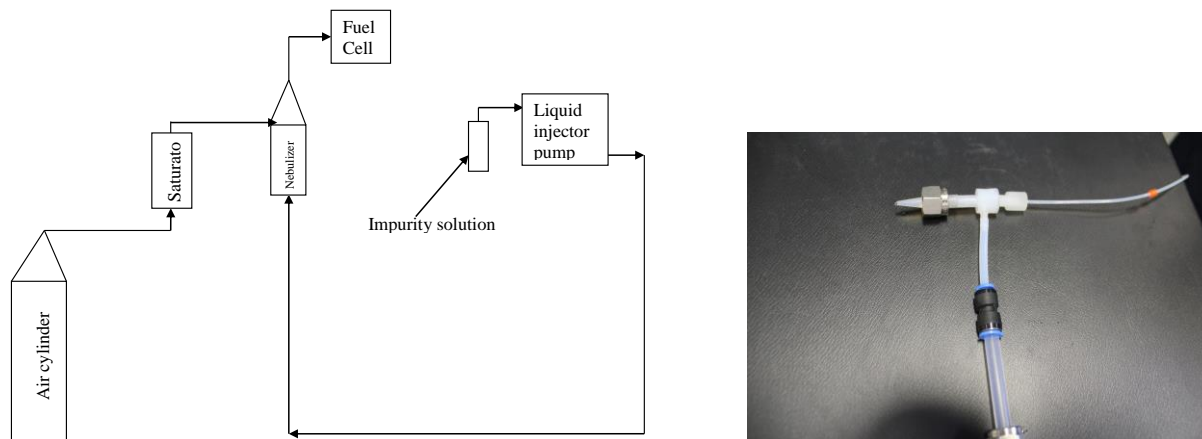 Fuel
Cell
Saturato
Nebulizer
Liquid
injector
pump
Impurity solution
Air cylinder